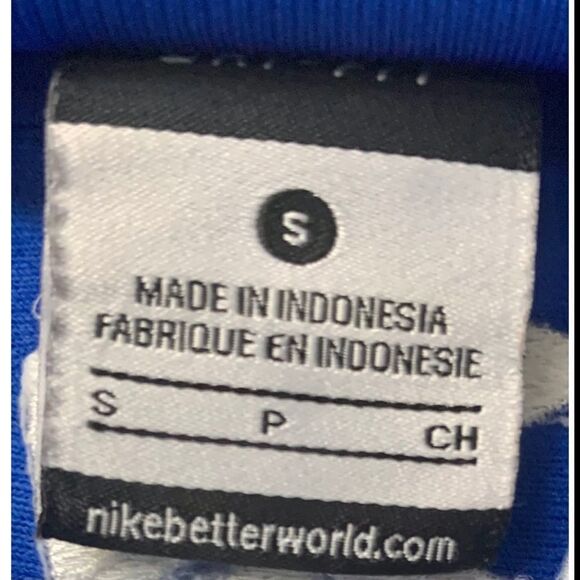 S
MADE IN INDONESIA
FABRIQUE EN INDONESIE
S P CH
nikebetterworld.com